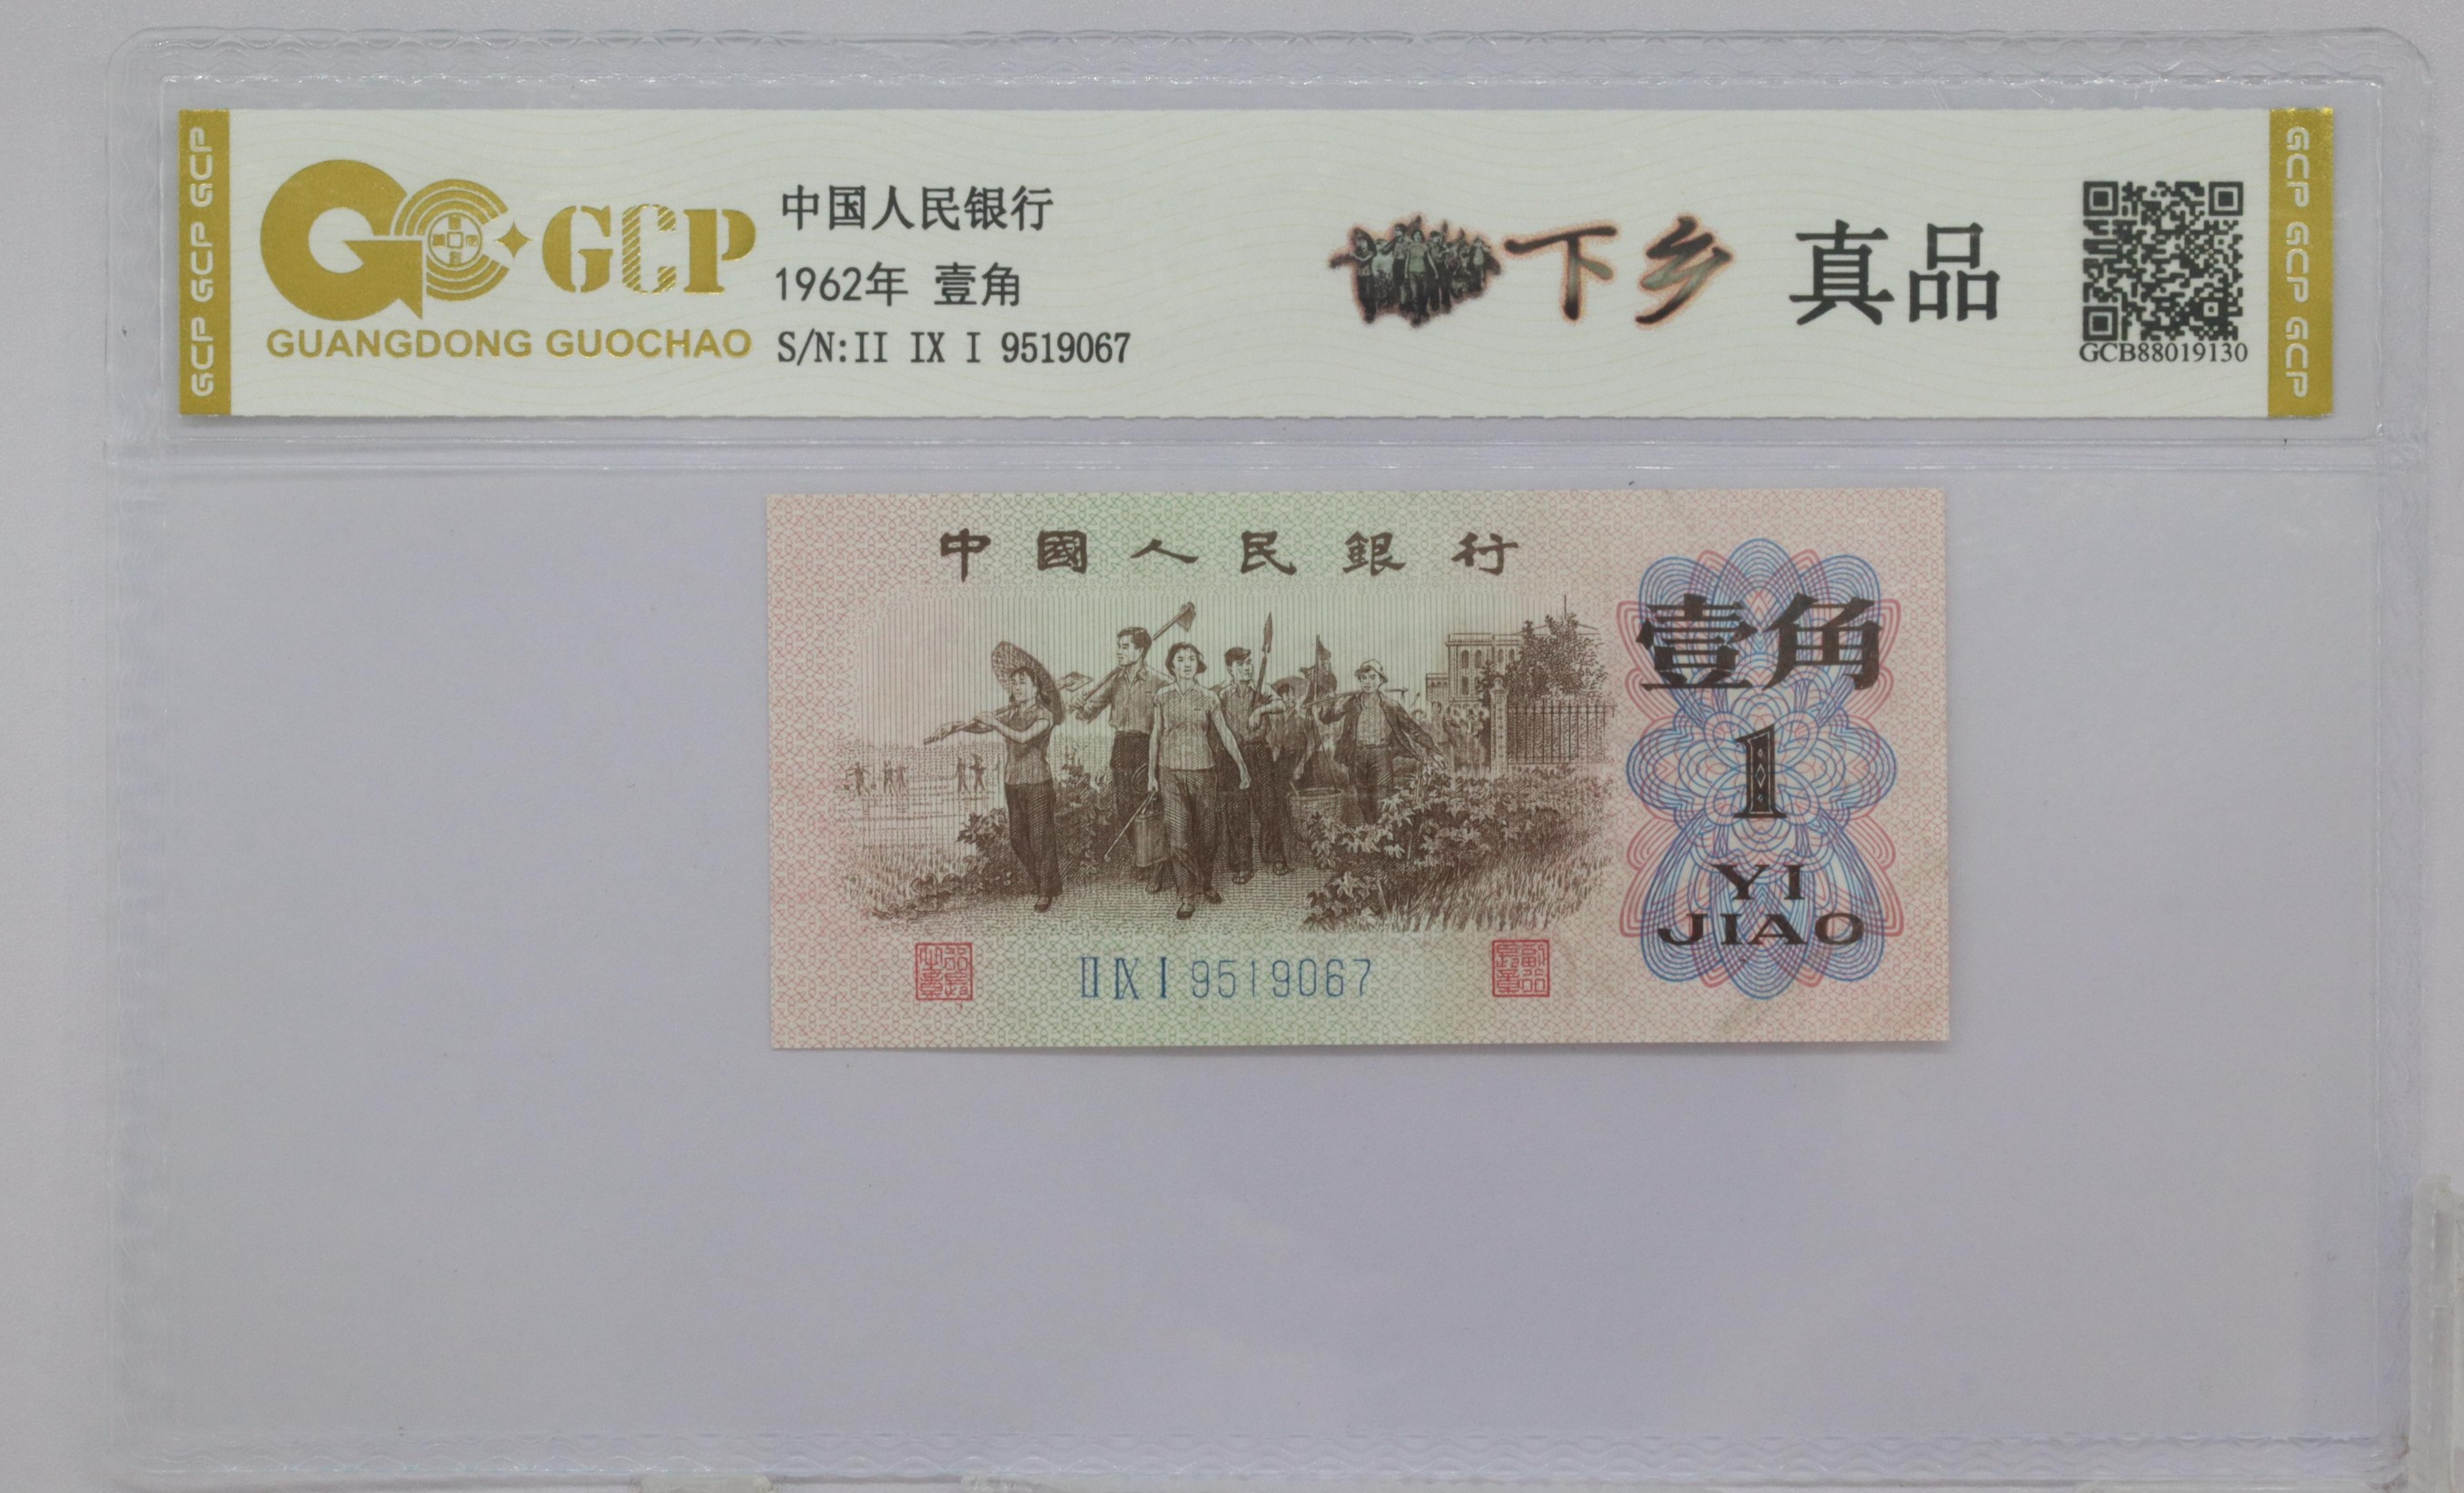 GCP GCP GCP
GCP
GUANGDONG GUOCHAO
中国人民银行
1962年 壹角
S/N:II IX I 9519067
下乡 真品
GCB88019130
GCP GCP GCP
中國人民銀行
壹角
1
YI
JIAO
II IX I 9519067